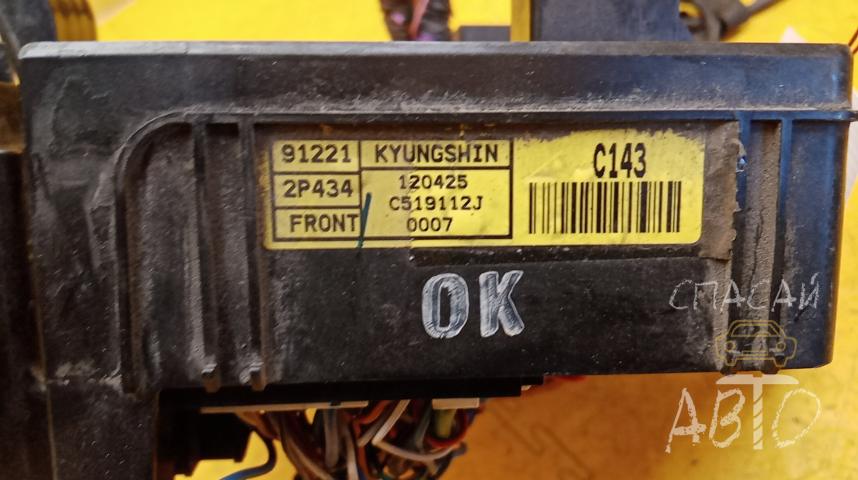 91221 KYUNGSHIN
2P434 120425
C519112J
FRONT 0007
C143
OK
СПАСАЙ
АВТО